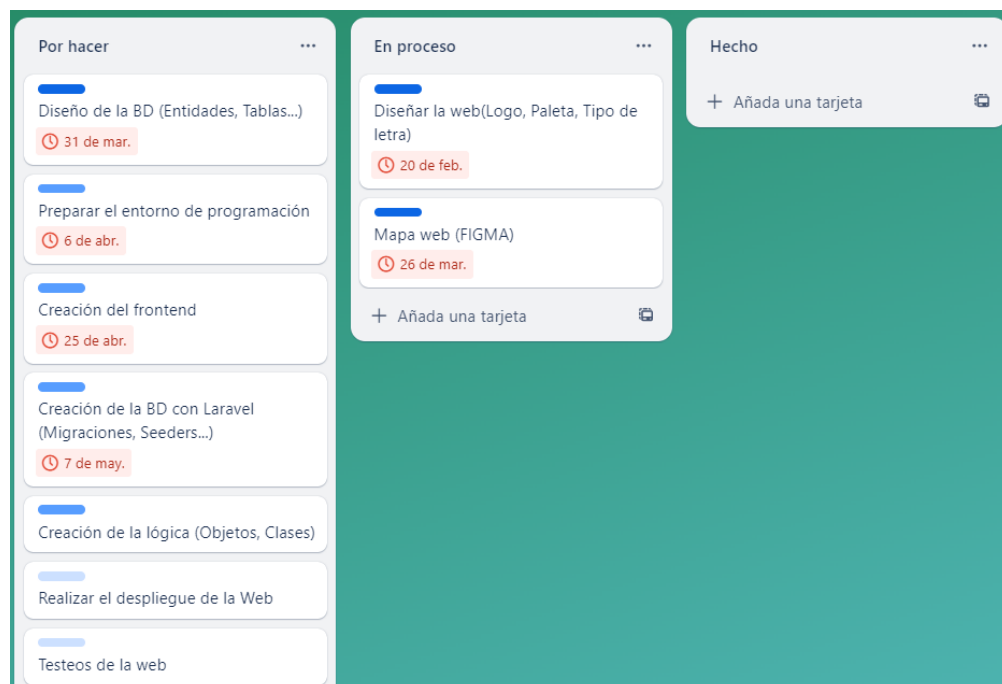 Por hacer
Diseño de la BD (Entidades, Tablas...)
31 de mar.
Preparar el entorno de programación
6 de abr.
Creación del frontend
25 de abr.
Creación de la BD con Laravel
(Migraciones, Seeders...)
7 de may.
Creación de la lógica (Objetos, Clases)
Realizar el despliegue de la Web
Testeos de la web
En proceso
Diseñar la web(Logo, Paleta, Tipo de
letra)
20 de feb.
Mapa web (FIGMA)
26 de mar.
Añada una tarjeta
Hecho
Añada una tarjeta